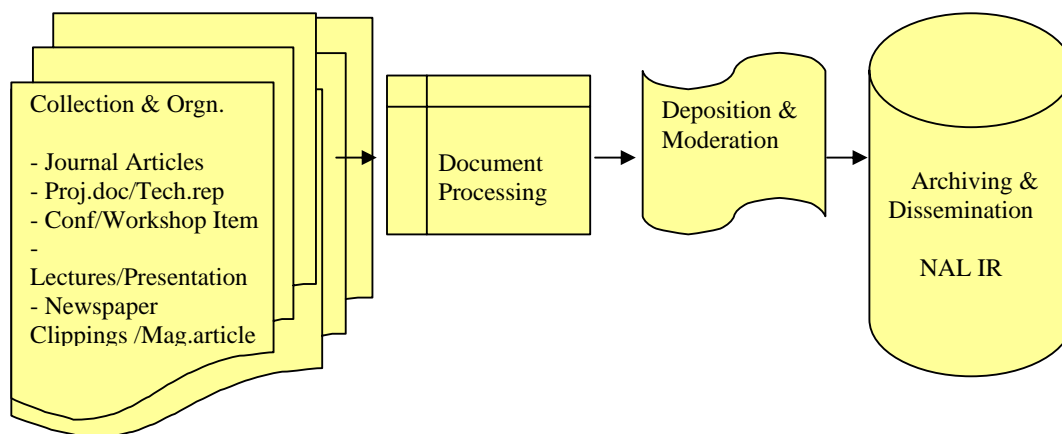 Collection & Orgn.
- Journal Articles
- Proj.doc/Tech.rep
- Conf/Workshop Item
-
Lectures/Presentation
- Newspaper
Clippings /Mag.article
Document
Processing
Deposition &
Moderation
Archiving &
Dissemination
NAL IR